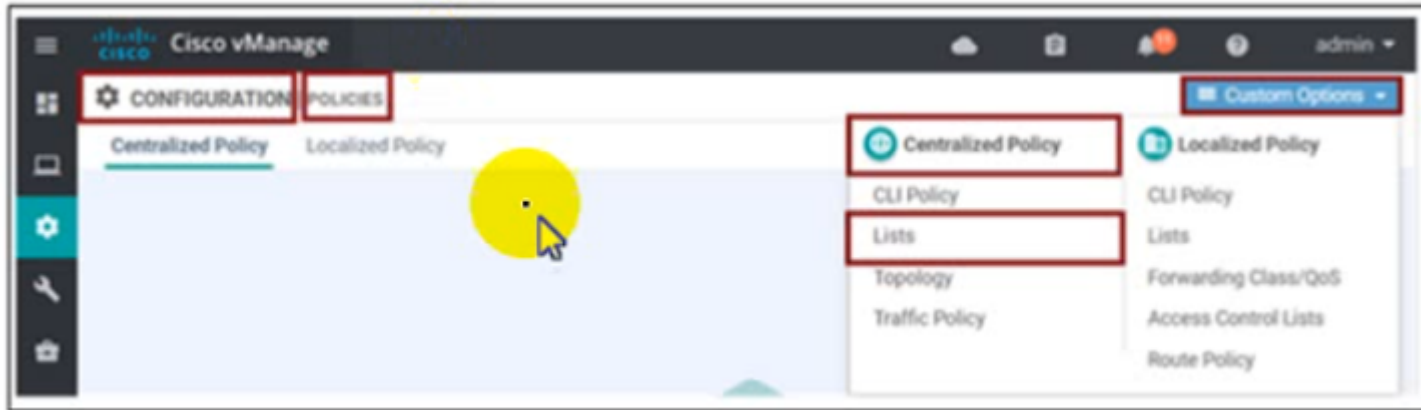 CISCO Cisco vManage admin
CONFIGURATION POLICIES Custom Options
Centralized Policy Localized Policy
Centralized Policy Localized Policy
CLI Policy CLI Policy
Lists Lists
Topology Forwarding Class/QoS
Traffic Policy Access Control Lists
Route Policy